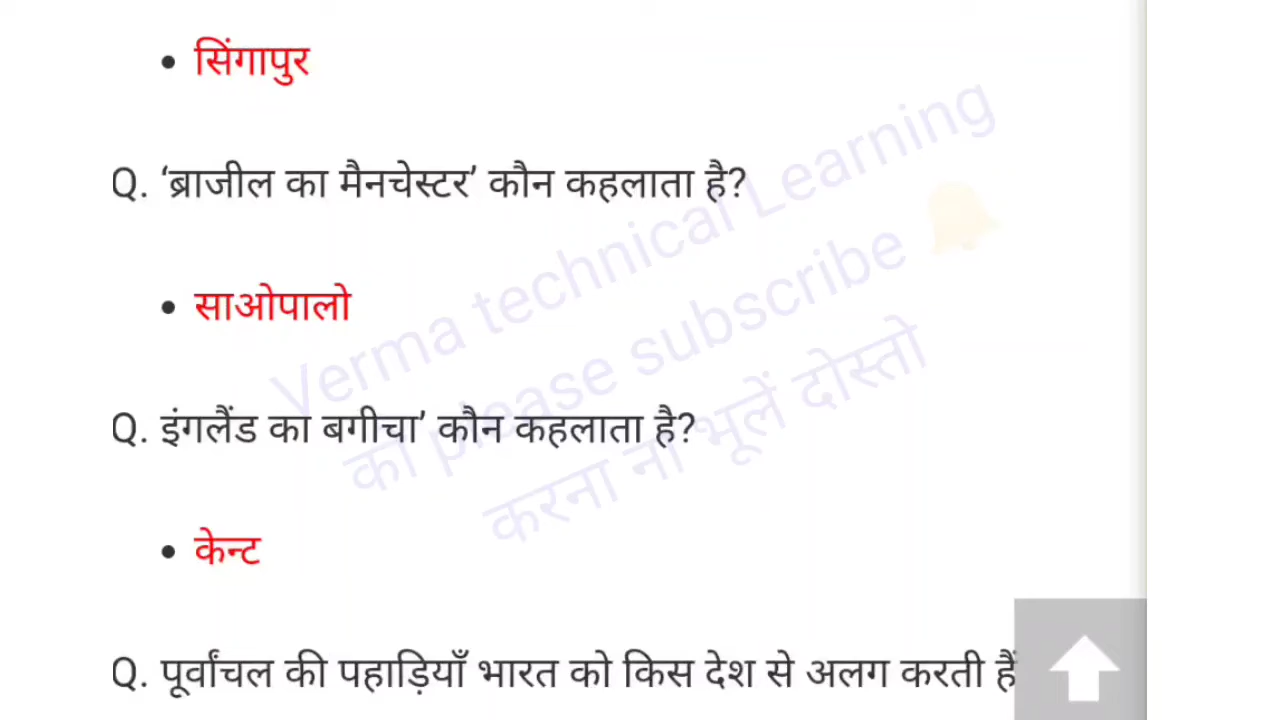 • सिंगापुर
Q. ‘ब्राजील का मैनचेस्टर’ कौन कहलाता है?
• साओपालो
Q. इंगलैंड का बगीचा’ कौन कहलाता है?
• केन्ट
Q. पूर्वांचल की पहाड़ियाँ भारत को किस देश से अलग करती हैं
Verma technical Learning
को please subscribe 🔔
करना ना भूलें दोस्तो